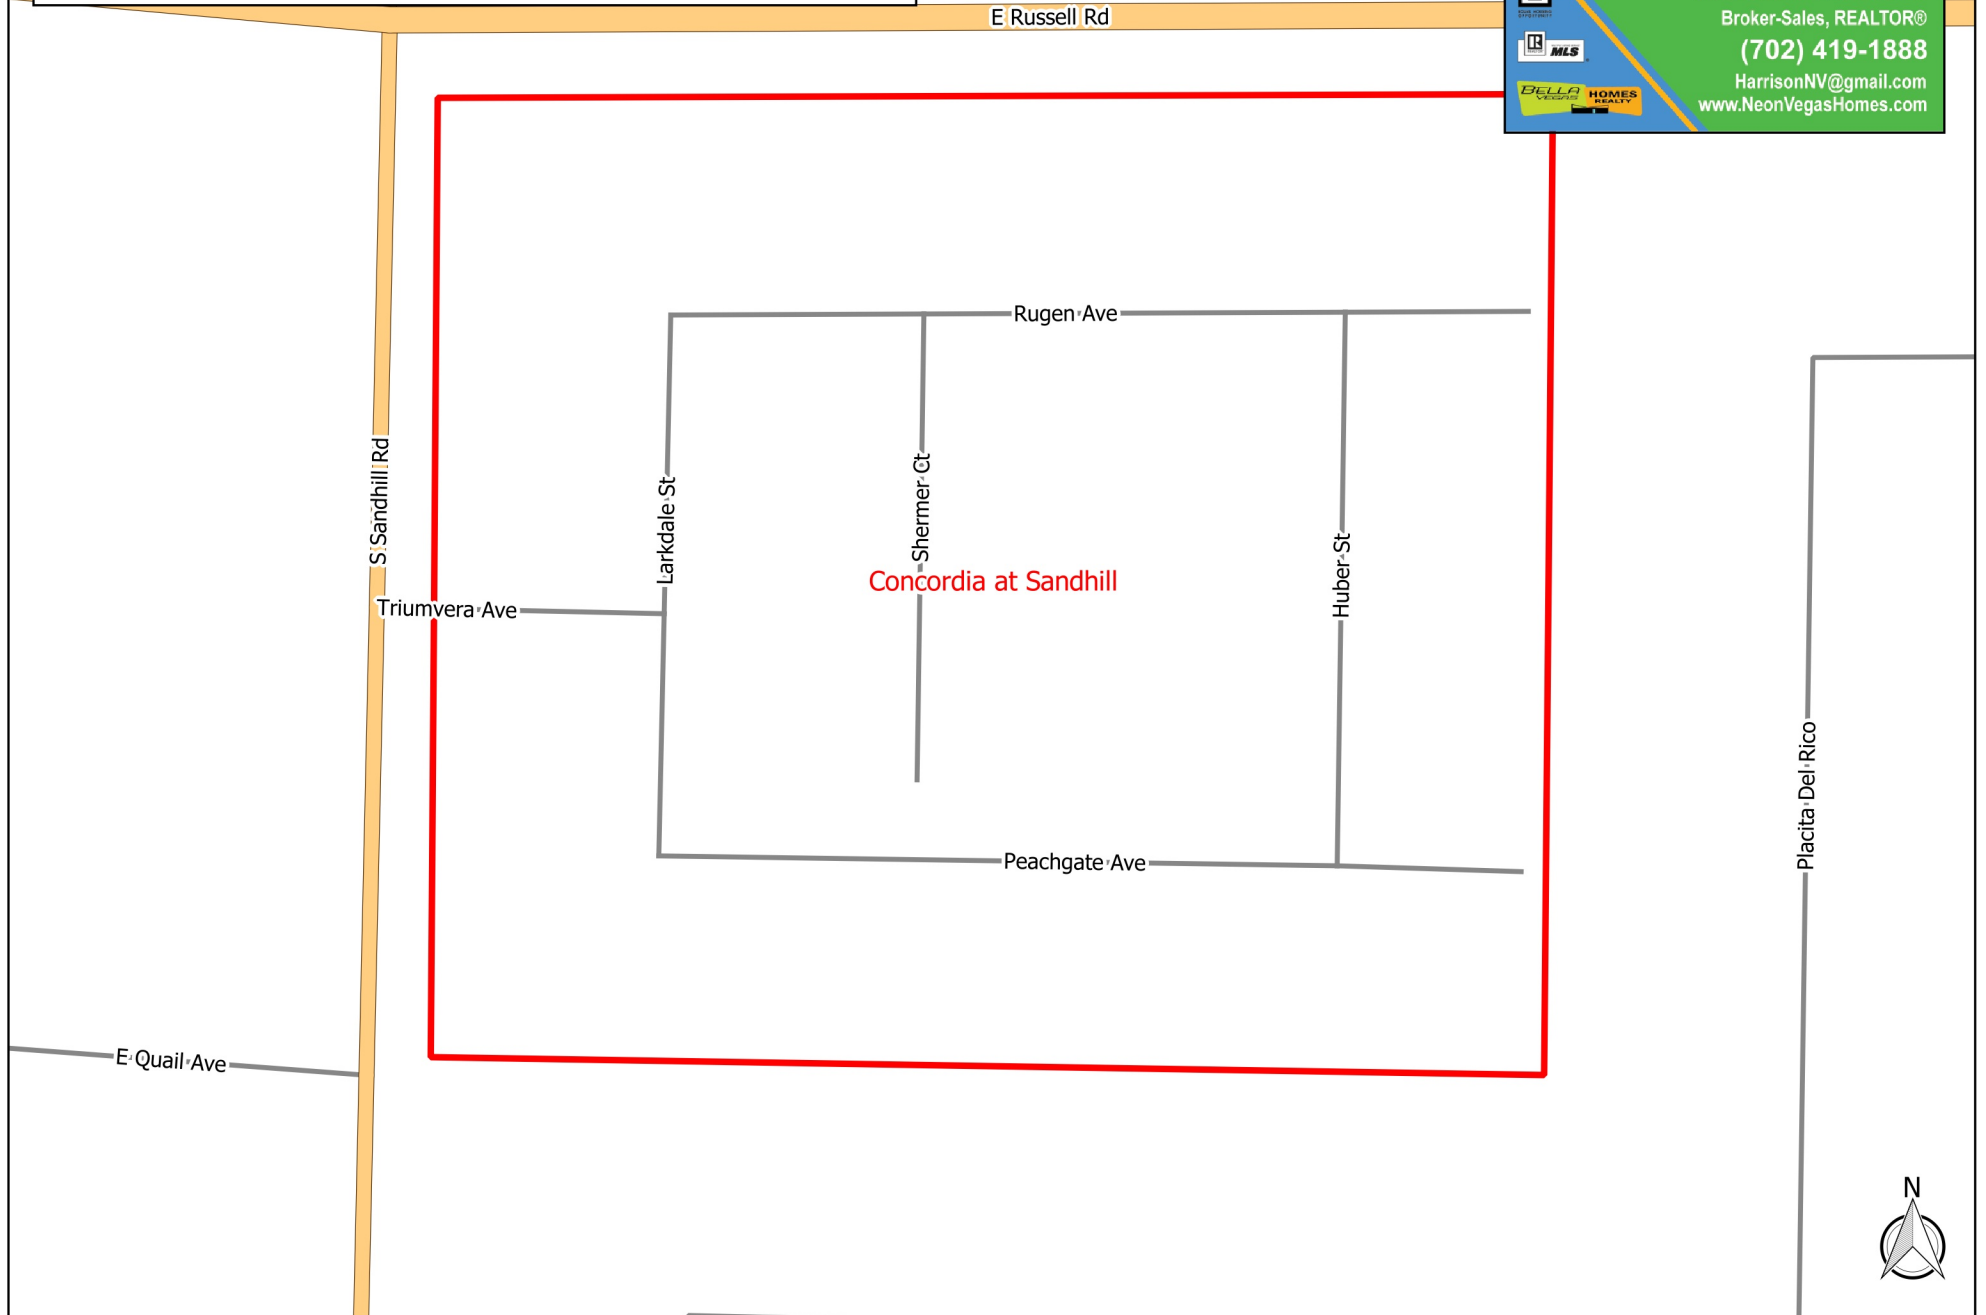 E Russell Rd
Broker-Sales, REALTOR®
(702) 419-1888
HarrisonNV@gmail.com
www.NeonVegasHomes.com
MLS
BELLA
VEGAS
HOMES
REALTY
Rugen Ave
S Sandhill Rd
Larkdale St
Shermer Ct
Huber St
Concordia at Sandhill
Triumvera Ave
Placita Del Rico
Peachgate Ave
E Quail Ave
N